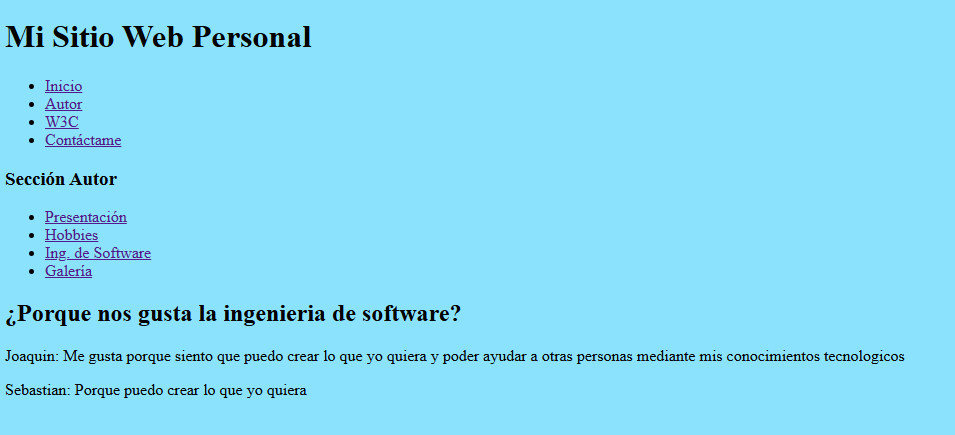 Mi Sitio Web Personal
Inicio
Autor
W3C
Contáctame
Sección Autor
Presentación
Hobbies
Ing. de Software
Galería
¿Porque nos gusta la ingenieria de software?
Joaquin: Me gusta porque siento que puedo crear lo que yo quiera y poder ayudar a otras personas mediante mis conocimientos tecnologicos
Sebastian: Porque puedo crear lo que yo quiera